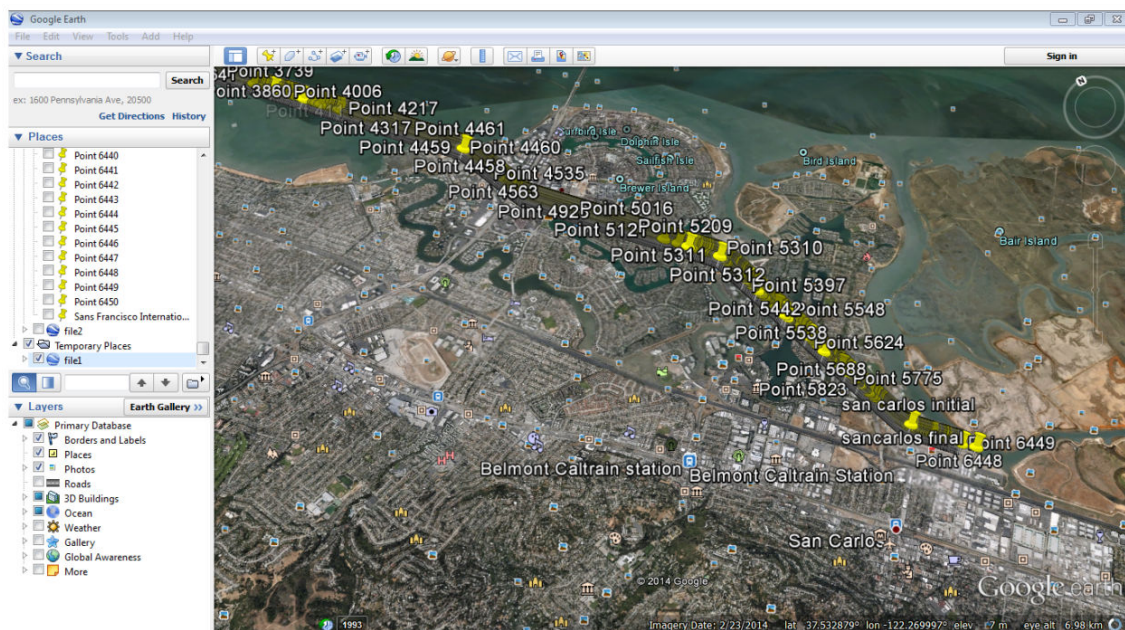 Google Earth
File Edit View Tools Add Help
Search
Search
ex: 1600 Pennsylvania Ave, 20500
Get Directions History
Places
Point 6440
Point 6441
Point 6442
Point 6443
Point 6444
Point 6445
Point 6446
Point 6447
Point 6448
Point 6449
Point 6450
Sans Francisco Internatio...
file2
Temporary Places
file1
Layers
Earth Gallery >>
Primary Database
Borders and Labels
Places
Photos
Roads
3D Buildings
Ocean
Weather
Gallery
Global Awareness
More
Sign in
Point 3739
Point 3860 Point 4006
Point 4217
Point 4317 Point 4461
Point 4459 Point 4460
Point 4458
Point 4535
Point 4563
Dolphin Isle
Sailfish Isle
Brewer Island
Bird Island
Bair Island
Point 4925 Point 5016
Point 5209
Point 5310
Point 5311
Point 5312
Point 5397
Point 5442 Point 5548
Point 5538
Point 5624
Point 5688
Point 5775
Point 5823
san carlos initial
sancarlos final Point 6449
Point 6448
Belmont Caltrain station
Belmont Caltrain Station
San Carlos
© 2014 Google
Google earth
1993
Imagery Date: 2/23/2014 lat 37.532879° lon -122.269997° elev 7 m eye alt 6.98 km